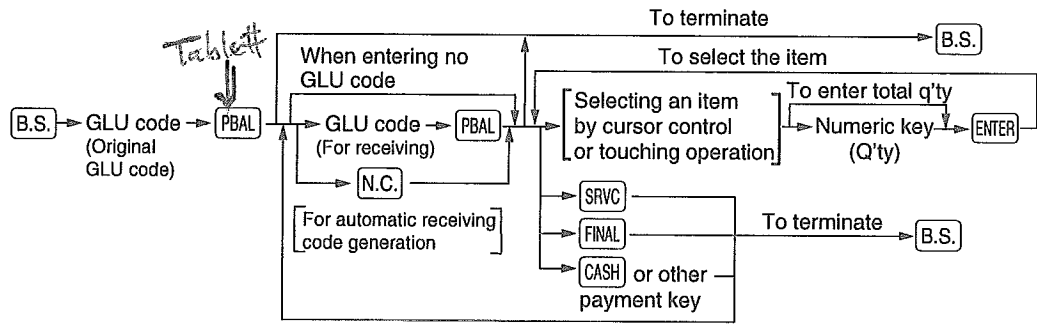 To terminate
B.S.
Table#
When entering no
GLU code
To select the item
B.S.
GLU code
(Original
GLU code)
PBAL
GLU code
(For receiving)
PBAL
Selecting an item
by cursor control
or touching operation
To enter total q'ty
Numeric key
(Q'ty)
ENTER
N.C.
For automatic receiving
code generation
SRVC
FINAL
To terminate
B.S.
CASH or other
payment key